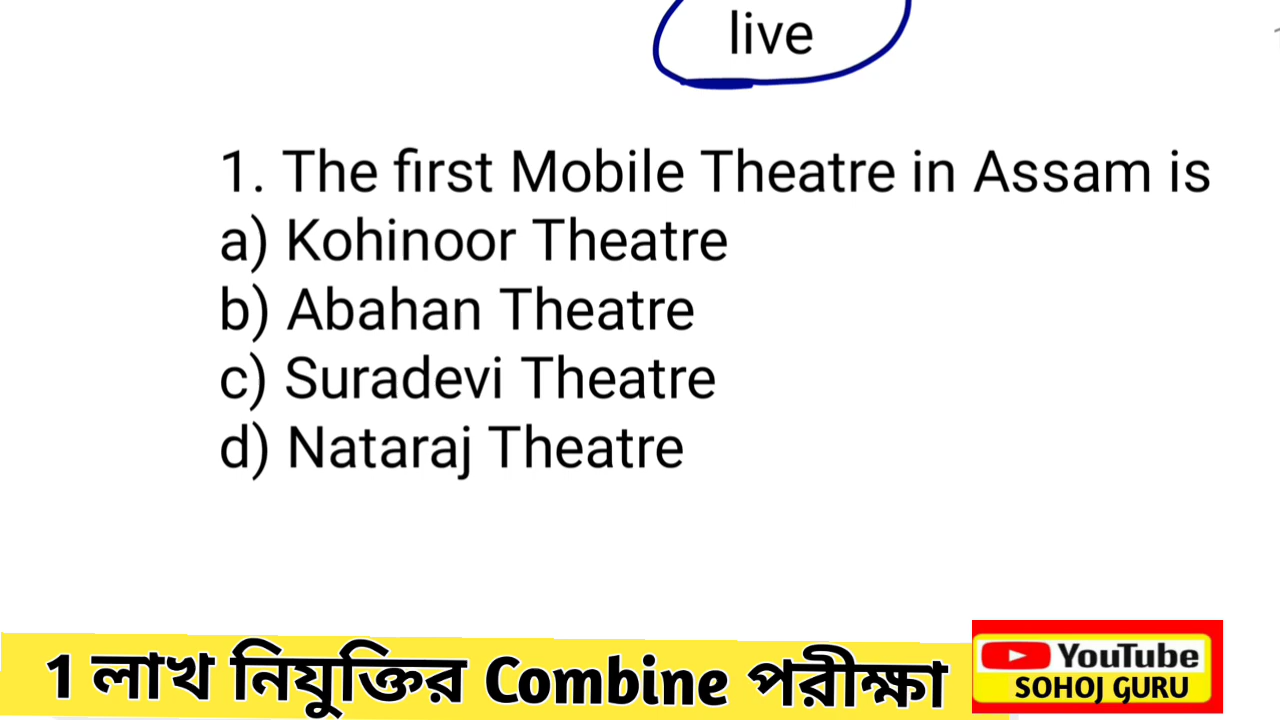 live
1. The first Mobile Theatre in Assam is
a) Kohinoor Theatre
b) Abahan Theatre
c) Suradevi Theatre
d) Nataraj Theatre
1 লাখ নিযুক্তির Combine পরীক্ষা
YouTube
SOHOJ GURU